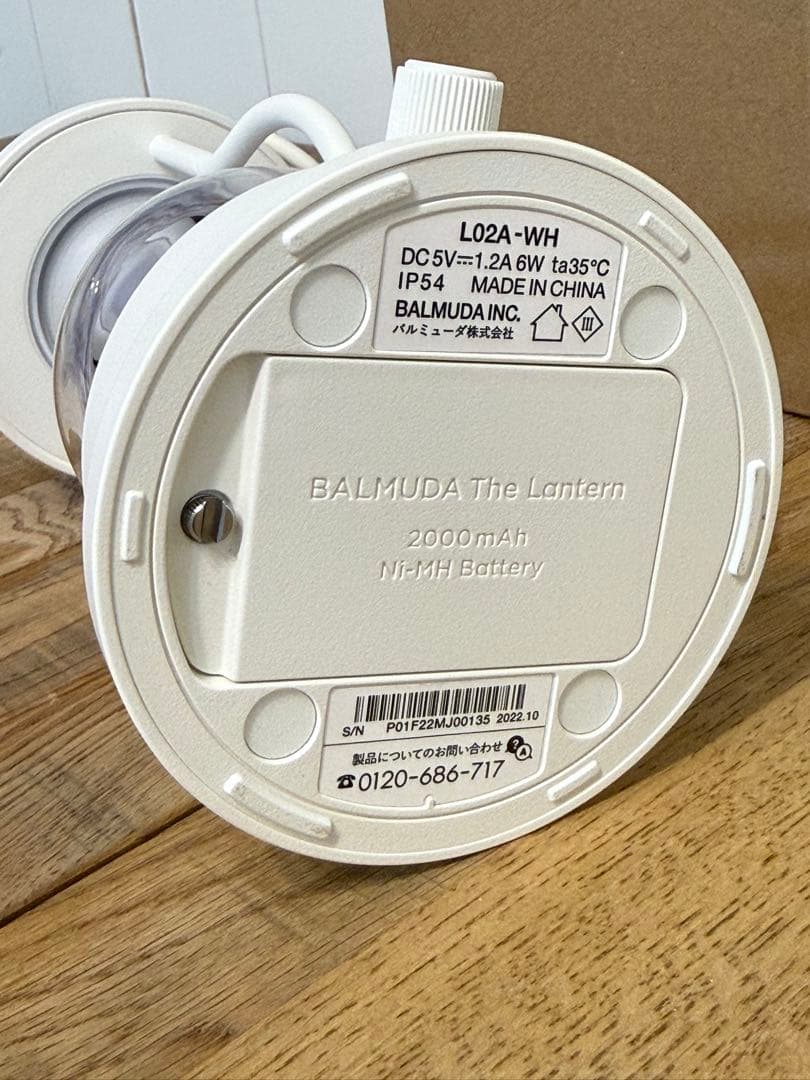 L02A-WH
DC 5V⎓1.2A 6W ta35℃
IP54 MADE IN CHINA
BALMUDA INC.
バルミューダ株式会社
III
BALMUDA The Lantern
2000mAh
Ni-MH Battery
S/N P01F22MJ00135 2022.10
製品についてのお問い合わせ ? A
☎0120-686-717